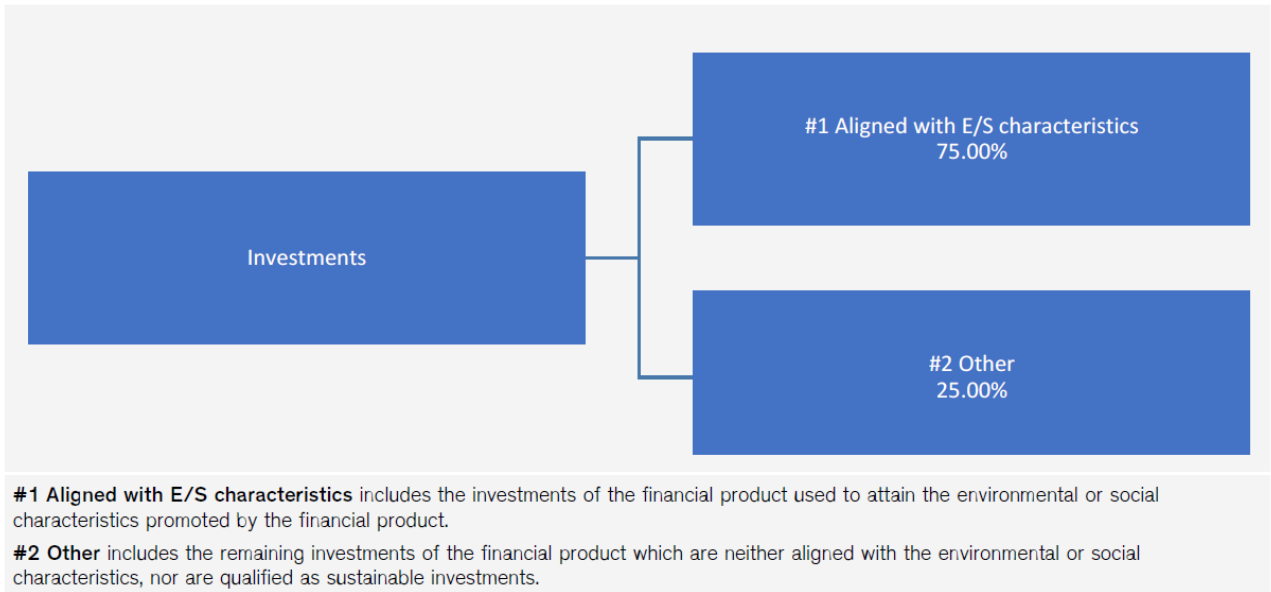 #1 Aligned with E/S characteristics
75.00%
Investments
#2 Other
25.00%
#1 Aligned with E/S characteristics includes the investments of the financial product used to attain the environmental or social
characteristics promoted by the financial product.
#2 Other includes the remaining investments of the financial product which are neither aligned with the environmental or social
characteristics, nor are qualified as sustainable investments.